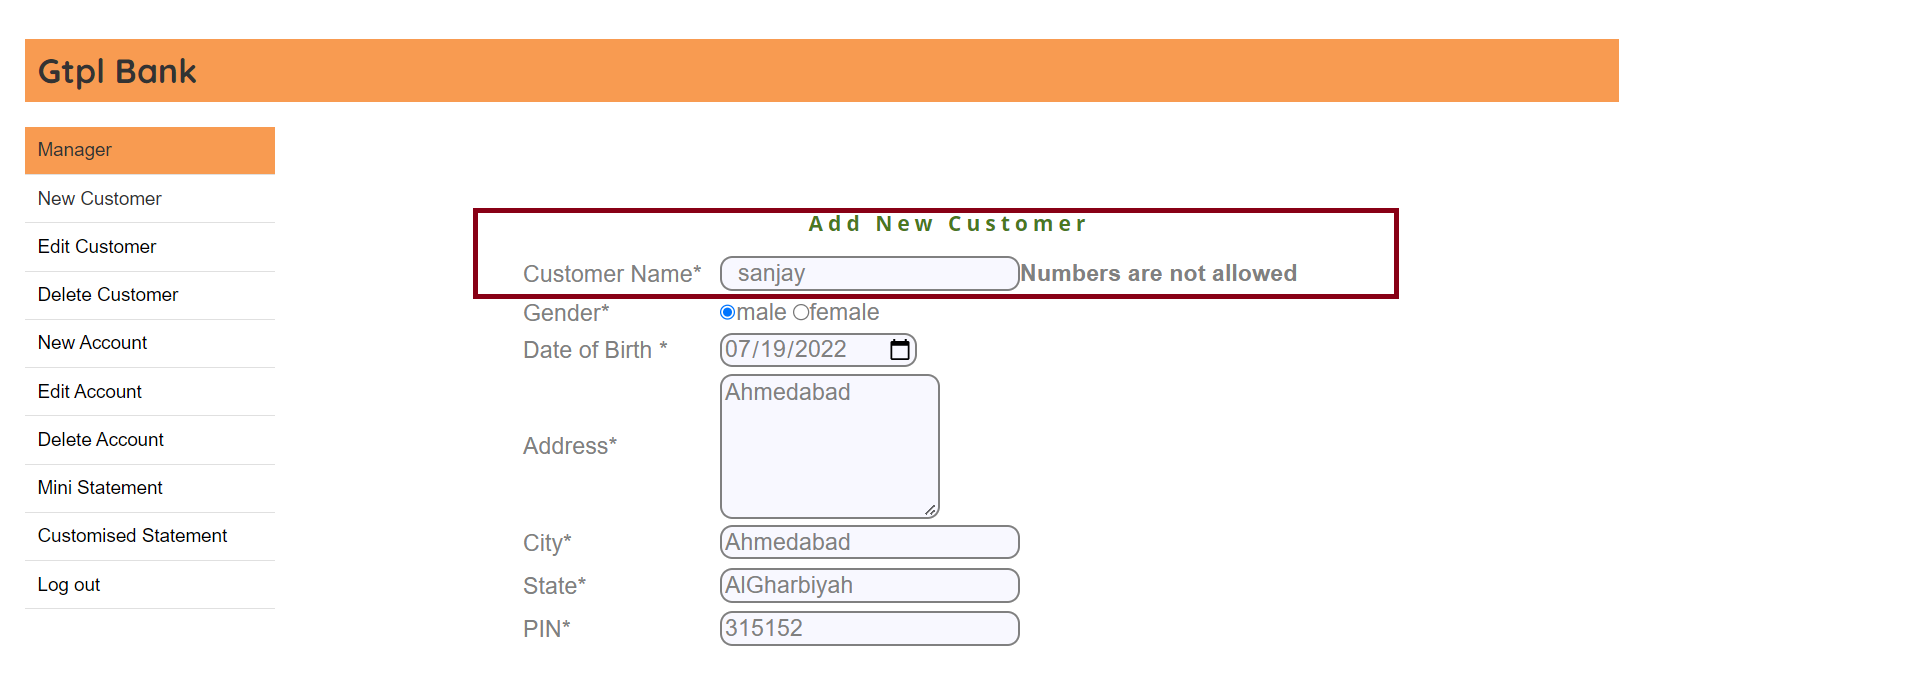 Gtpl Bank
Manager
New Customer
Edit Customer
Delete Customer
New Account
Edit Account
Delete Account
Mini Statement
Customised Statement
Log out
Add New Customer
Customer Name* sanjay Numbers are not allowed
Gender* male female
Date of Birth * 07/19/2022
Address* Ahmedabad
City* Ahmedabad
State* AlGharbiyah
PIN* 315152